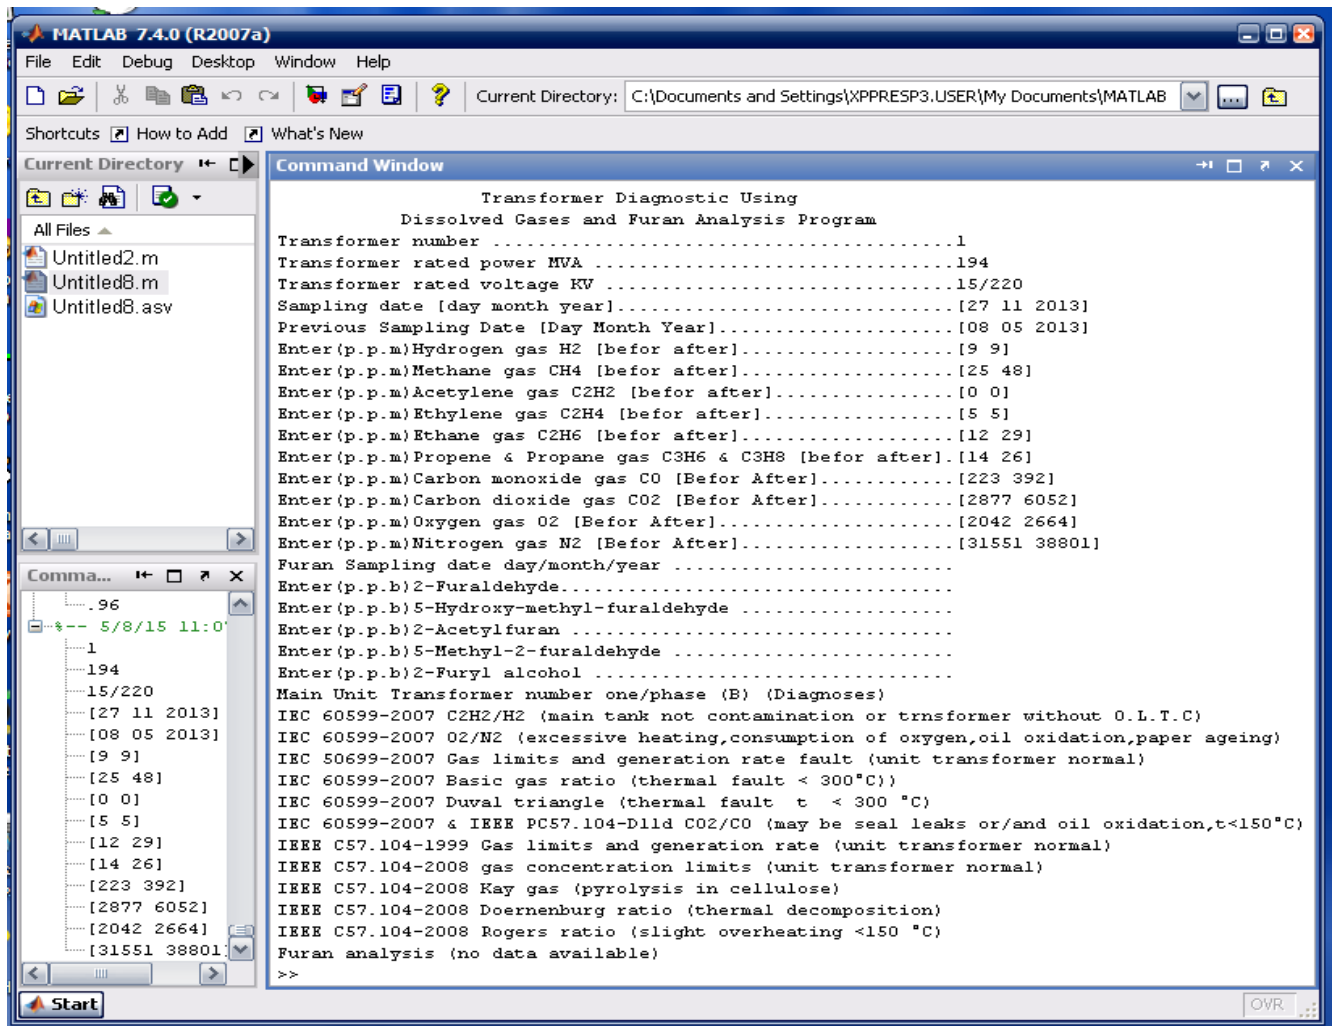 MATLAB 7.4.0 (R2007a)
File Edit Debug Desktop Window Help
Current Directory: C:\Documents and Settings\XPPRESP3.USER\My Documents\MATLAB
Shortcuts How to Add What's New
Current Directory
All Files
Untitled2.m
Untitled8.m
Untitled8.asv
Comma...
.96
%-- 5/8/15 11:0
1
194
15/220
[27 11 2013]
[08 05 2013]
[9 9]
[25 48]
[0 0]
[5 5]
[12 29]
[14 26]
[223 392]
[2877 6052]
[2042 2664]
[31551 38801]
Command Window
Transformer Diagnostic Using
Dissolved Gases and Furan Analysis Program
Transformer number .........................................1
Transformer rated power MVA ................................194
Transformer rated voltage KV ...............................15/220
Sampling date [day month year]..............................[27 11 2013]
Previous Sampling Date [Day Month Year].....................[08 05 2013]
Enter(p.p.m)Hydrogen gas H2 [befor after]...................[9 9]
Enter(p.p.m)Methane gas CH4 [befor after]...................[25 48]
Enter(p.p.m)Acetylene gas C2H2 [befor after]................[0 0]
Enter(p.p.m)Ethylene gas C2H4 [befor after].................[5 5]
Enter(p.p.m)Ethane gas C2H6 [befor after]...................[12 29]
Enter(p.p.m)Propene & Propane gas C3H6 & C3H8 [befor after].[14 26]
Enter(p.p.m)Carbon monoxide gas CO [Befor After]............[223 392]
Enter(p.p.m)Carbon dioxide gas CO2 [Befor After]............[2877 6052]
Enter(p.p.m)Oxygen gas O2 [Befor After].....................[2042 2664]
Enter(p.p.m)Nitrogen gas N2 [Befor After]...................[31551 38801]
Furan Sampling date day/month/year .........................
Enter(p.p.b)2-Furaldehyde...................................
Enter(p.p.b)5-Hydroxy-methyl-furaldehyde ...................
Enter(p.p.b)2-Acetylfuran ..................................
Enter(p.p.b)5-Methyl-2-furaldehyde .........................
Enter(p.p.b)2-Furyl alcohol ................................
Main Unit Transformer number one/phase (B) (Diagnoses)
IEC 60599-2007 C2H2/H2 (main tank not contamination or trnsformer without O.L.T.C)
IEC 60599-2007 O2/N2 (excessive heating,consumption of oxygen,oil oxidation,paper ageing)
IEC 50699-2007 Gas limits and generation rate fault (unit transformer normal)
IEC 60599-2007 Basic gas ratio (thermal fault < 300°C))
IEC 60599-2007 Duval triangle (thermal fault t < 300 °C)
IEC 60599-2007 & IEEE PC57.104-D11d CO2/CO (may be seal leaks or/and oil oxidation,t<150°C)
IEEE C57.104-1999 Gas limits and generation rate (unit transformer normal)
IEEE C57.104-2008 gas concentration limits (unit transformer normal)
IEEE C57.104-2008 Kay gas (pyrolysis in cellulose)
IEEE C57.104-2008 Doernenburg ratio (thermal decomposition)
IEEE C57.104-2008 Rogers ratio (slight overheating <150 °C)
Furan analysis (no data available)
>>
Start
OVR